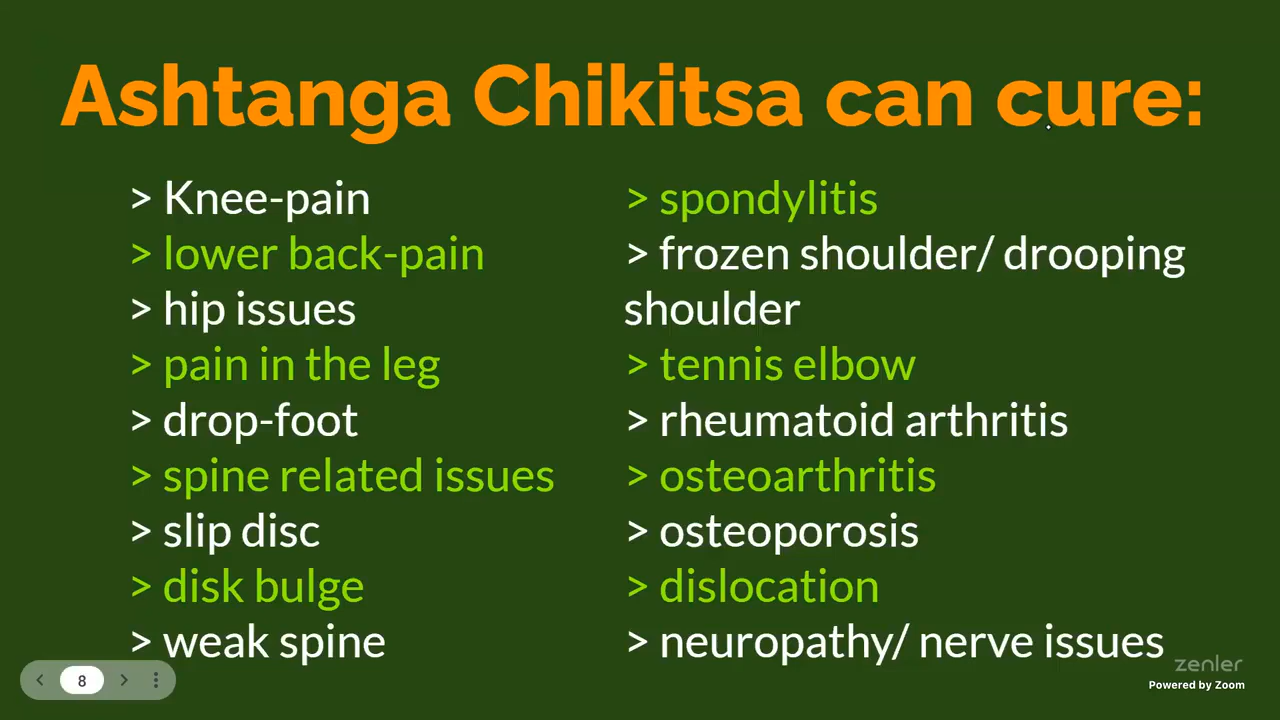 Ashtanga Chikitsa can cure:
> Knee-pain
> lower back-pain
> hip issues
> pain in the leg
> drop-foot
> spine related issues
> slip disc
> disk bulge
> weak spine
> spondylitis
> frozen shoulder/ drooping
shoulder
> tennis elbow
> rheumatoid arthritis
> osteoarthritis
> osteoporosis
> dislocation
> neuropathy/ nerve issues
8
zenler
Powered by Zoom